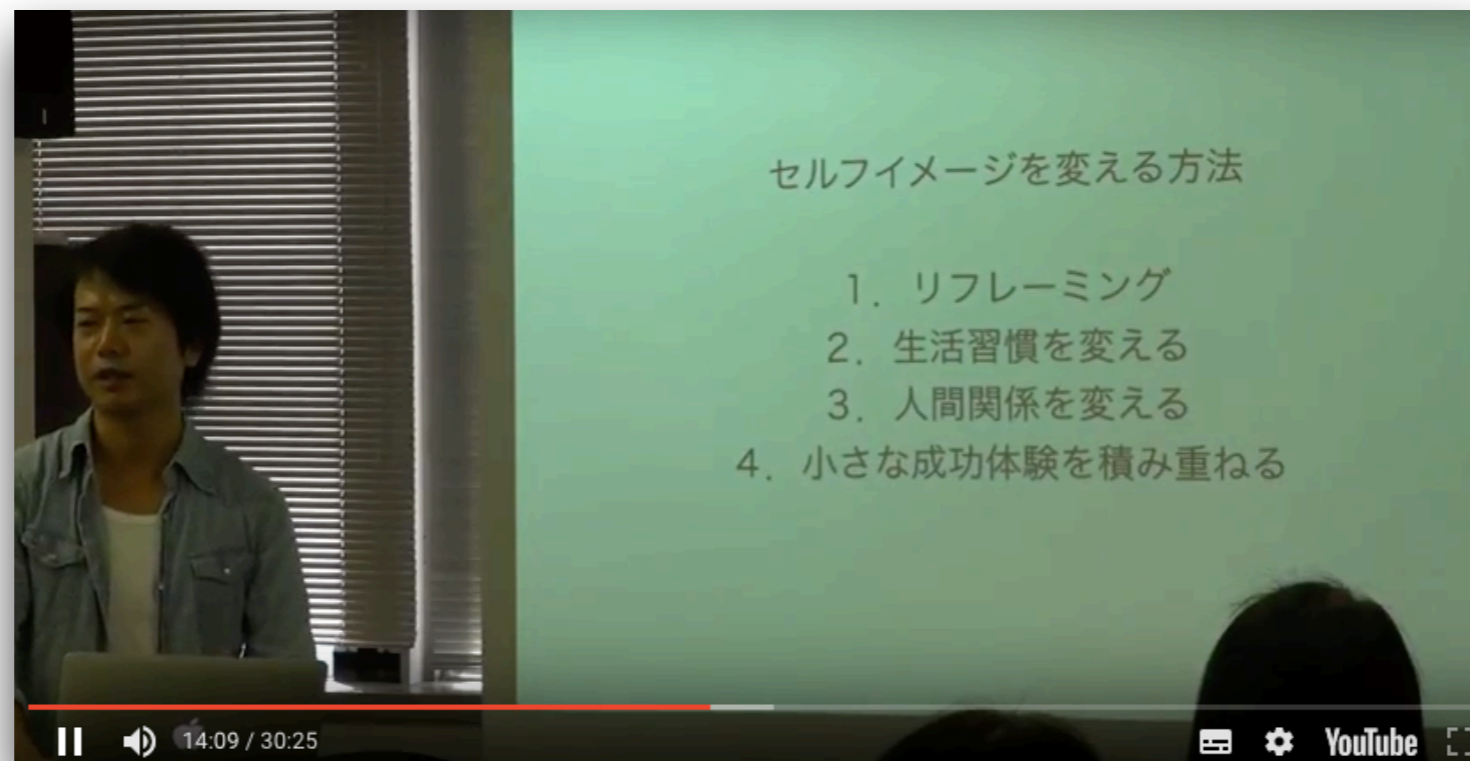 セルフイメージを変える方法
1. リフレーミング
2. 生活習慣を変える
3. 人間関係を変える
4. 小さな成功体験を積み重ねる
14:09 / 30:25
YouTube